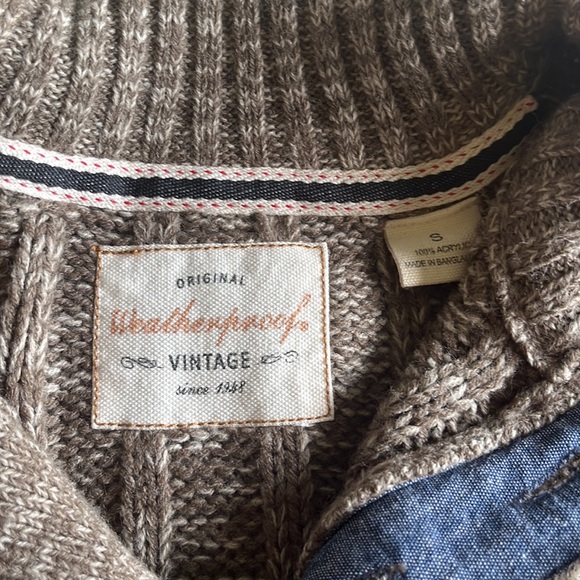 ORIGINAL
Weatherproof®
VINTAGE
since 1948
S
100% ACRYLIC
MADE IN